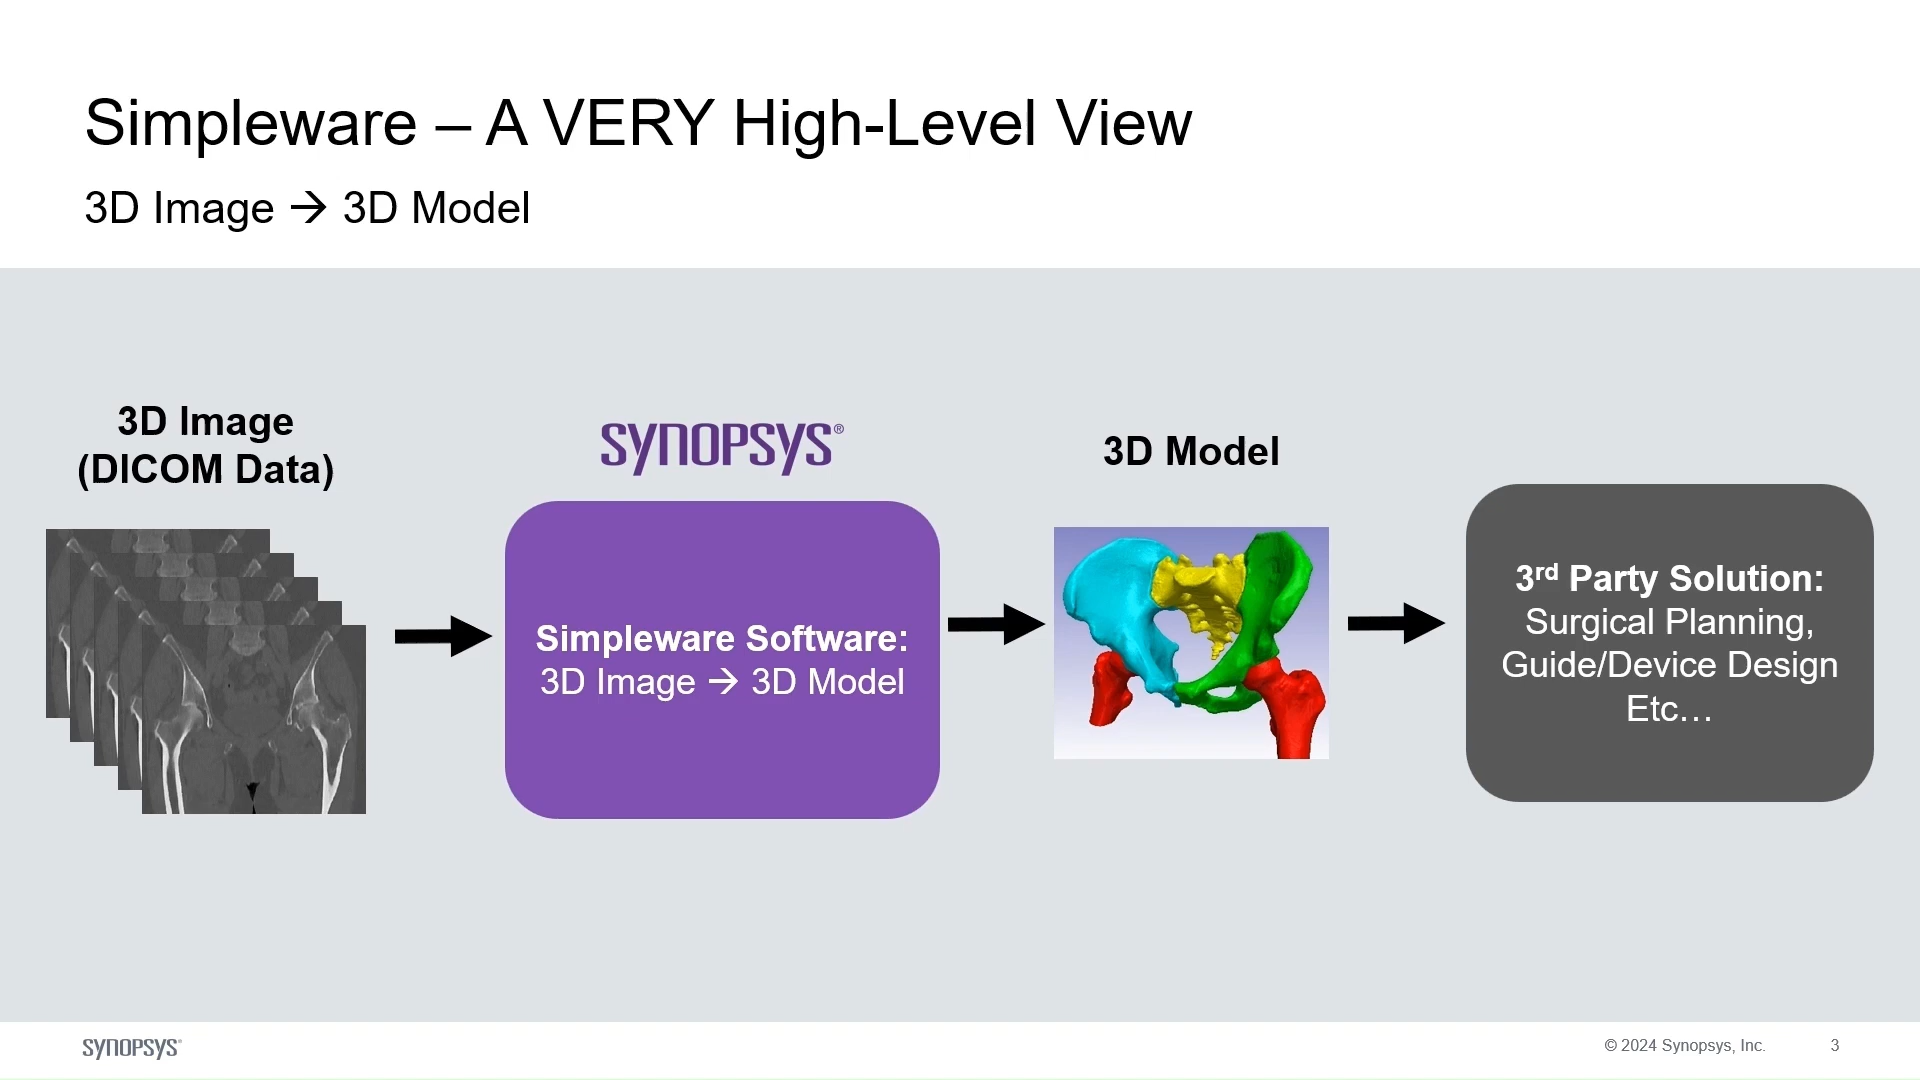 Simpleware – A VERY High-Level View
3D Image → 3D Model
3D Image
(DICOM Data)
SYNOPSYS®
3D Model
Simpleware Software:
3D Image → 3D Model
3rd Party Solution:
Surgical Planning,
Guide/Device Design
Etc…
SYNOPSYS®
© 2024 Synopsys, Inc.
3